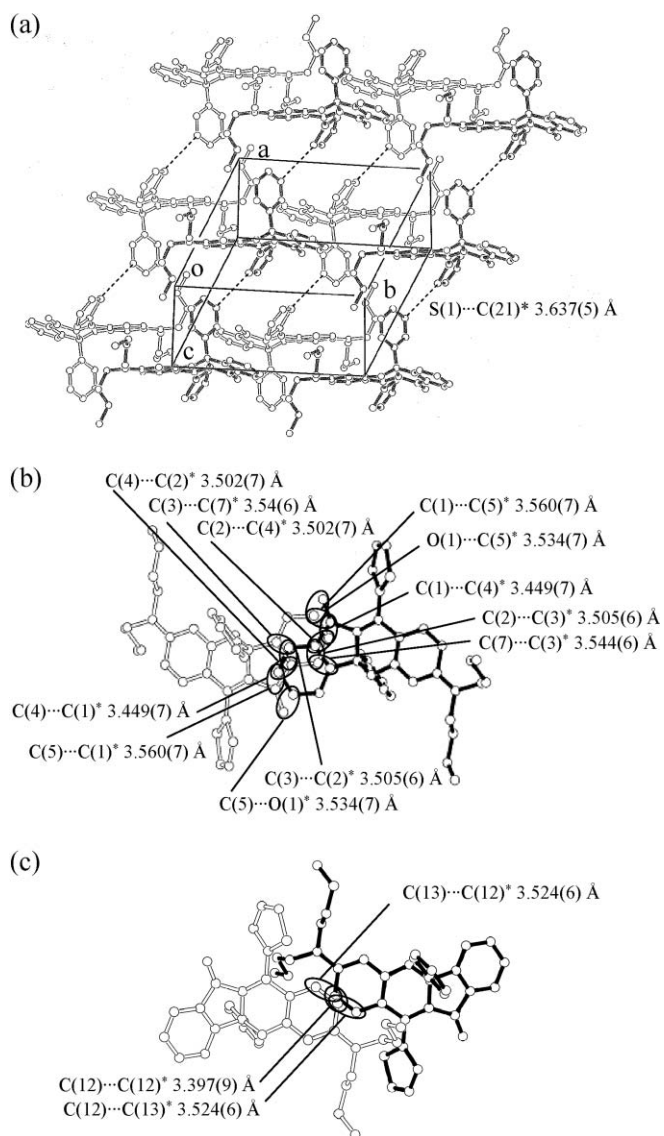 (a)
a
o
b
S(1)···C(21)* 3.637(5) Å
c
(b)
C(4)···C(2)* 3.502(7) Å
C(3)···C(7)* 3.54(6) Å
C(2)···C(4)* 3.502(7) Å
C(1)···C(5)* 3.560(7) Å
O(1)···C(5)* 3.534(7) Å
C(1)···C(4)* 3.449(7) Å
C(2)···C(3)* 3.505(6) Å
C(7)···C(3)* 3.544(6) Å
C(4)···C(1)* 3.449(7) Å
C(5)···C(1)* 3.560(7) Å
C(3)···C(2)* 3.505(6) Å
C(5)···O(1)* 3.534(7) Å
(c)
C(13)···C(12)* 3.524(6) Å
C(12)···C(12)* 3.397(9) Å
C(12)···C(13)* 3.524(6) Å